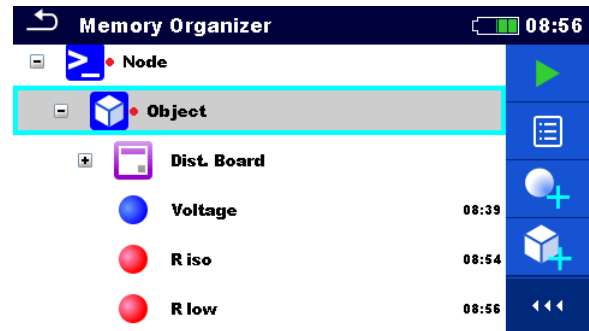 Memory Organizer 08:56
Node
Object
Dist. Board
Voltage 08:39
R iso 08:54
R low 08:56